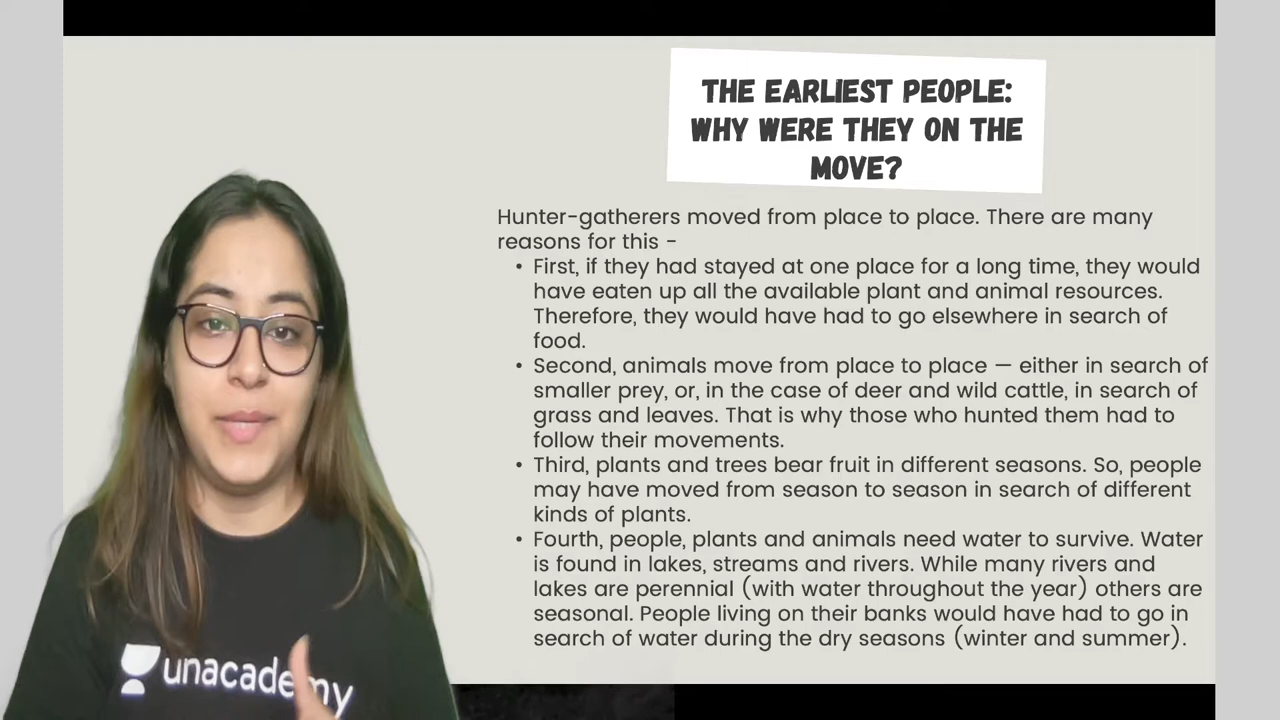 THE EARLIEST PEOPLE:
WHY WERE THEY ON THE
MOVE?
Hunter-gatherers moved from place to place. There are many
reasons for this -
• First, if they had stayed at one place for a long time, they would
have eaten up all the available plant and animal resources.
Therefore, they would have had to go elsewhere in search of
food.
• Second, animals move from place to place — either in search of
smaller prey, or, in the case of deer and wild cattle, in search of
grass and leaves. That is why those who hunted them had to
follow their movements.
• Third, plants and trees bear fruit in different seasons. So, people
may have moved from season to season in search of different
kinds of plants.
• Fourth, people, plants and animals need water to survive. Water
is found in lakes, streams and rivers. While many rivers and
lakes are perennial (with water throughout the year) others are
seasonal. People living on their banks would have had to go in
search of water during the dry seasons (winter and summer).
unacademy